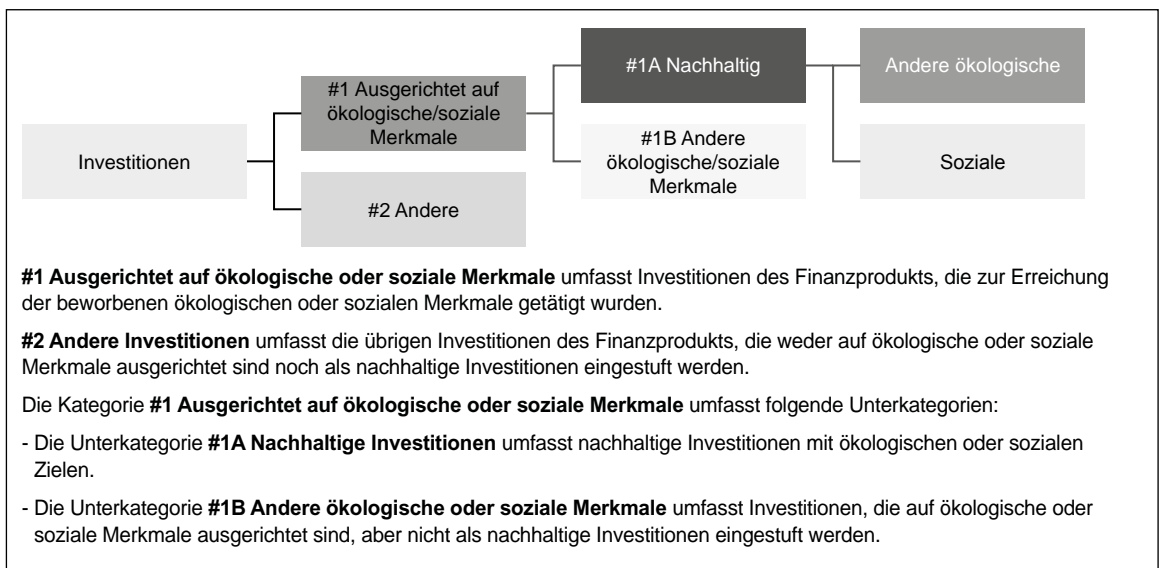 Investitionen
#1 Ausgerichtet auf
ökologische/soziale
Merkmale
#2 Andere
#1A Nachhaltig
#1B Andere
ökologische/soziale
Merkmale
Andere ökologische
Soziale
#1 Ausgerichtet auf ökologische oder soziale Merkmale umfasst Investitionen des Finanzprodukts, die zur Erreichung
der beworbenen ökologischen oder sozialen Merkmale getätigt wurden.
#2 Andere Investitionen umfasst die übrigen Investitionen des Finanzprodukts, die weder auf ökologische oder soziale
Merkmale ausgerichtet sind noch als nachhaltige Investitionen eingestuft werden.
Die Kategorie #1 Ausgerichtet auf ökologische oder soziale Merkmale umfasst folgende Unterkategorien:
- Die Unterkategorie #1A Nachhaltige Investitionen umfasst nachhaltige Investitionen mit ökologischen oder sozialen
Zielen.
- Die Unterkategorie #1B Andere ökologische oder soziale Merkmale umfasst Investitionen, die auf ökologische oder
soziale Merkmale ausgerichtet sind, aber nicht als nachhaltige Investitionen eingestuft werden.